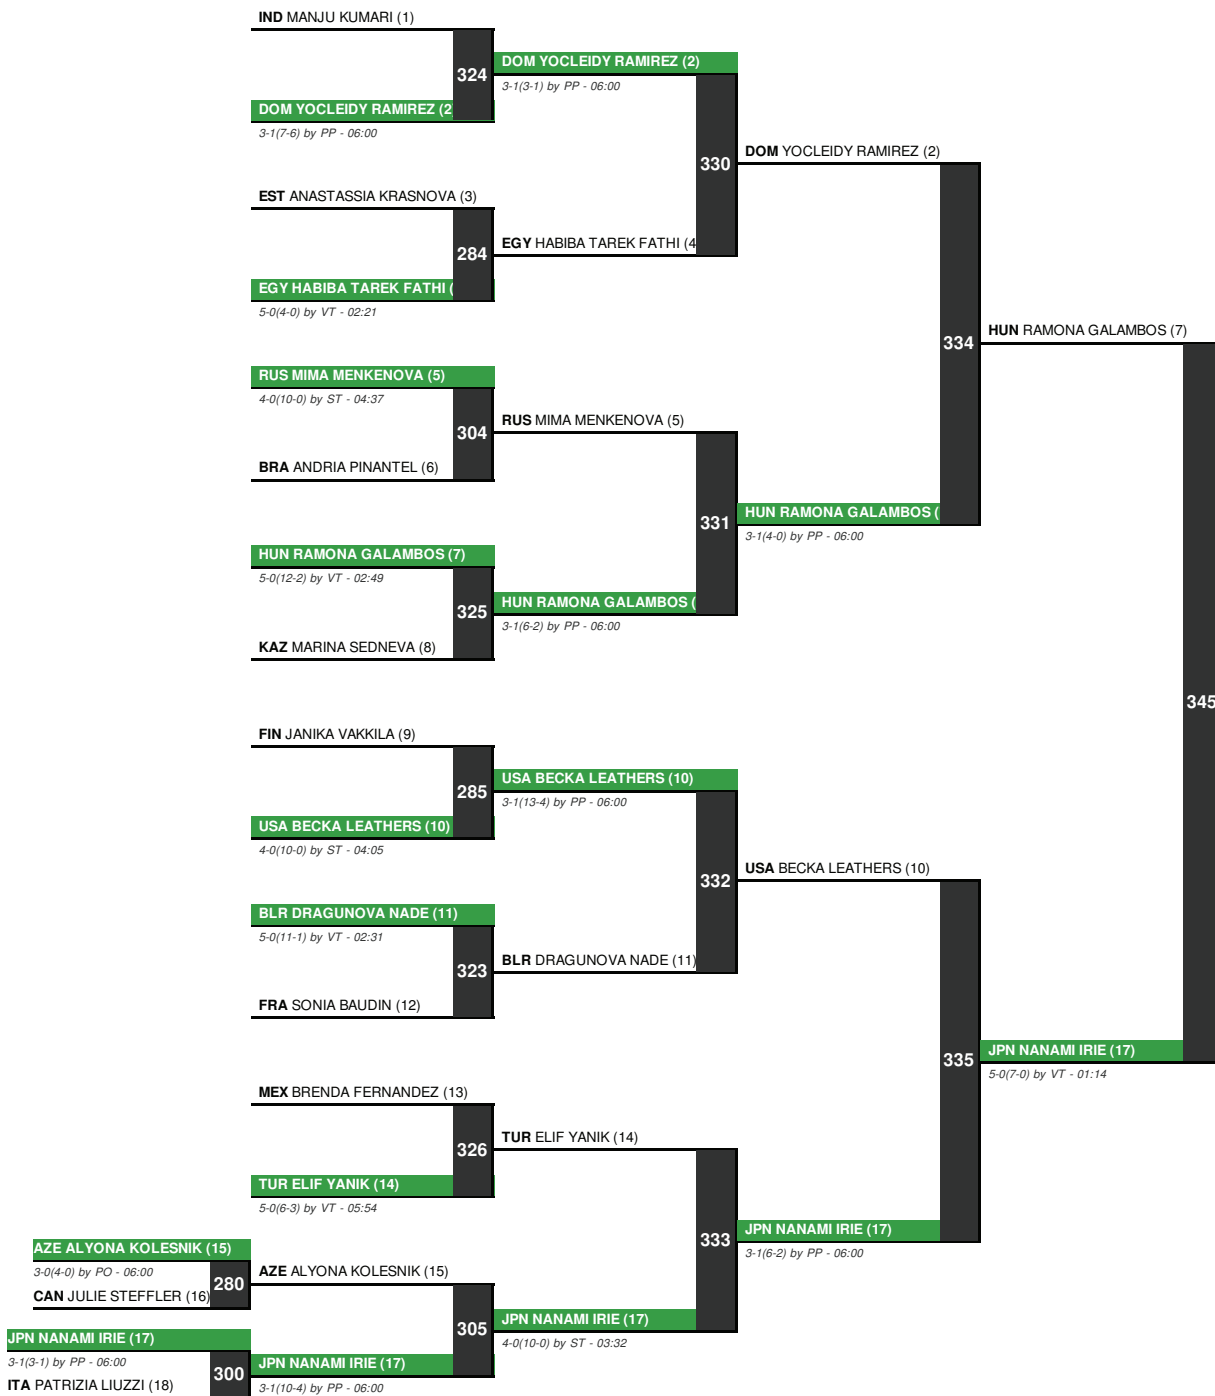 IND MANJU KUMARI (1)
324
DOM YOCLEIDY RAMIREZ (2
3-1(7-6) by PP - 06:00
DOM YOCLEIDY RAMIREZ (2)
3-1(3-1) by PP - 06:00
330
DOM YOCLEIDY RAMIREZ (2)
EST ANASTASSIA KRASNOVA (3)
284
EGY HABIBA TAREK FATHI (
5-0(4-0) by VT - 02:21
EGY HABIBA TAREK FATHI (4
334
HUN RAMONA GALAMBOS (7)
RUS MIMA MENKENOVA (5)
4-0(10-0) by ST - 04:37
304
BRA ANDRIA PINANTEL (6)
RUS MIMA MENKENOVA (5)
331
HUN RAMONA GALAMBOS (
3-1(4-0) by PP - 06:00
HUN RAMONA GALAMBOS (7)
5-0(12-2) by VT - 02:49
325
KAZ MARINA SEDNEVA (8)
HUN RAMONA GALAMBOS (
3-1(6-2) by PP - 06:00
345
FIN JANIKA VAKKILA (9)
285
USA BECKA LEATHERS (10)
4-0(10-0) by ST - 04:05
USA BECKA LEATHERS (10)
3-1(13-4) by PP - 06:00
332
USA BECKA LEATHERS (10)
BLR DRAGUNOVA NADE (11)
5-0(11-1) by VT - 02:31
323
FRA SONIA BAUDIN (12)
BLR DRAGUNOVA NADE (11)
335
JPN NANAMI IRIE (17)
5-0(7-0) by VT - 01:14
MEX BRENDA FERNANDEZ (13)
326
TUR ELIF YANIK (14)
5-0(6-3) by VT - 05:54
TUR ELIF YANIK (14)
333
JPN NANAMI IRIE (17)
3-1(6-2) by PP - 06:00
AZE ALYONA KOLESNIK (15)
3-0(4-0) by PO - 06:00
280
CAN JULIE STEFFLER (16)
AZE ALYONA KOLESNIK (15)
305
JPN NANAMI IRIE (17)
4-0(10-0) by ST - 03:32
JPN NANAMI IRIE (17)
3-1(3-1) by PP - 06:00
300
ITA PATRIZIA LIUZZI (18)
JPN NANAMI IRIE (17)
3-1(10-4) by PP - 06:00